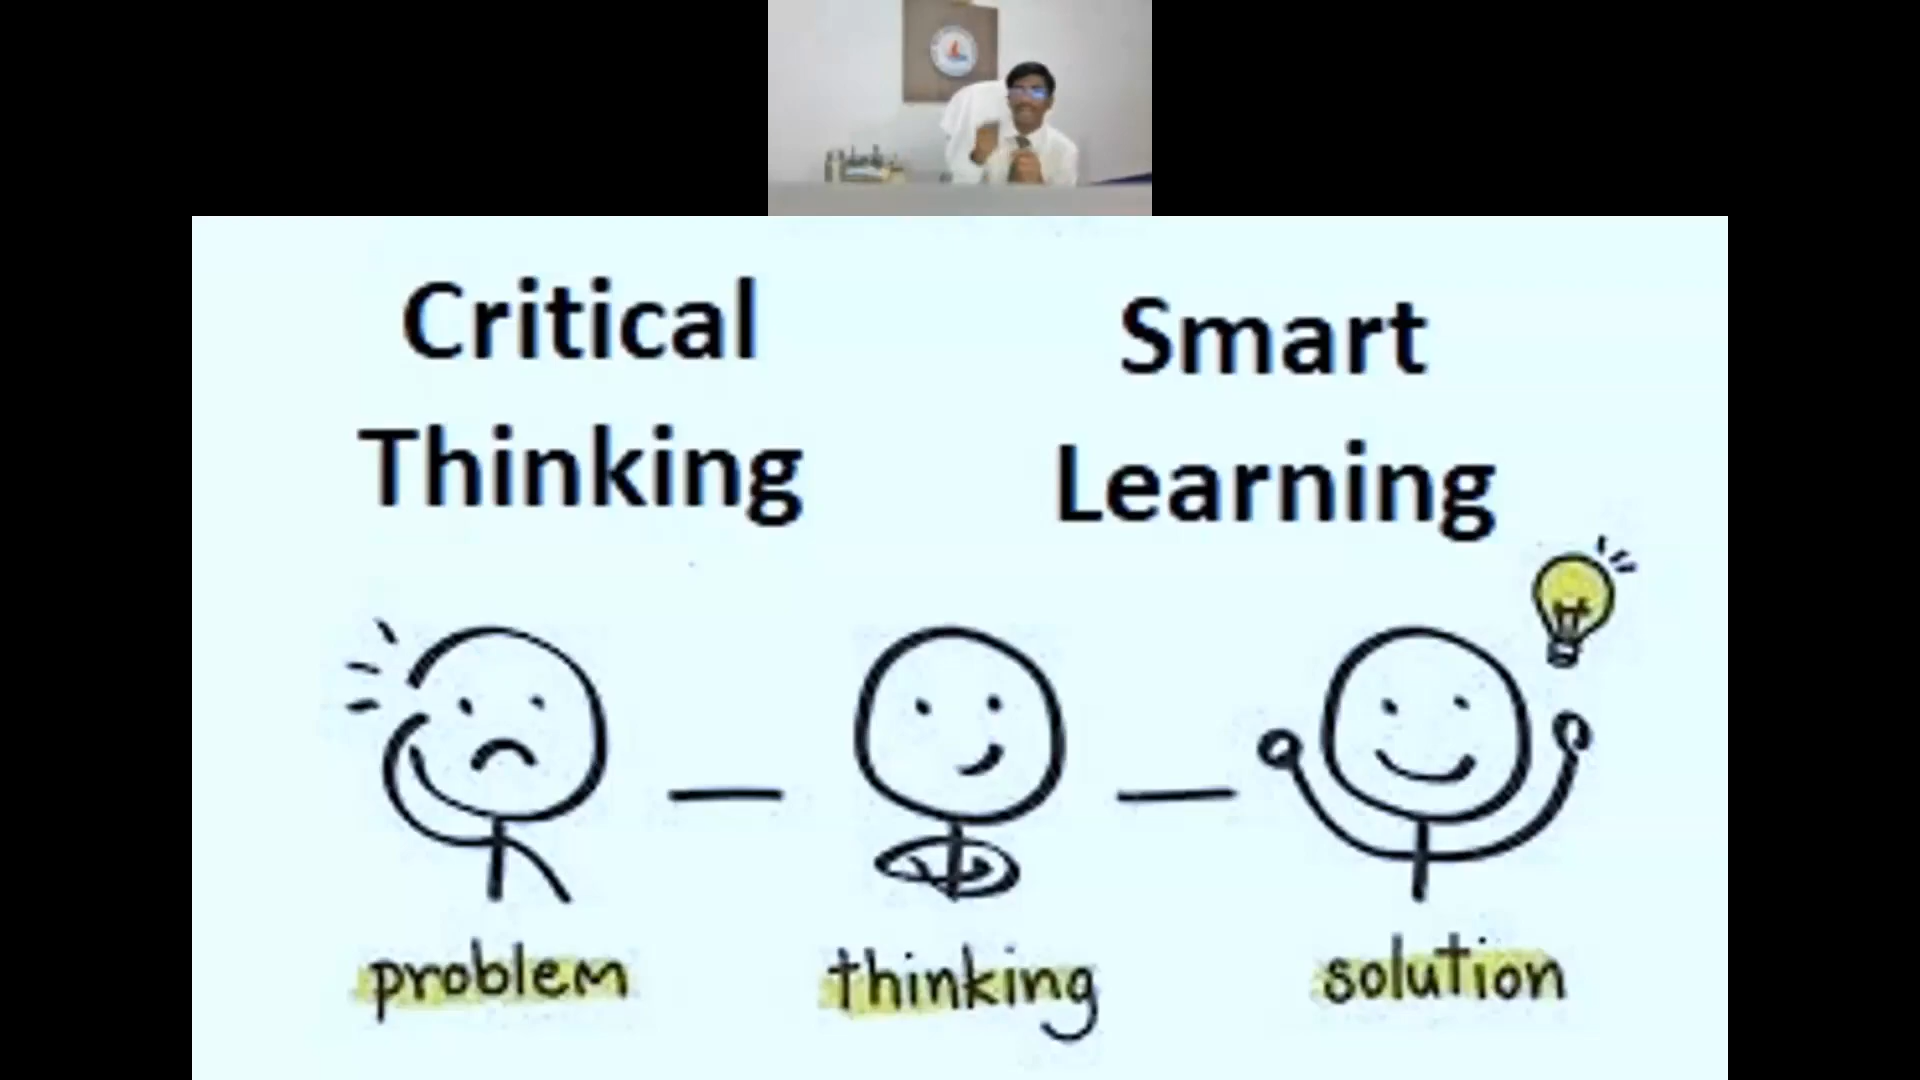 Critical
Thinking
Smart
Learning
problem
thinking
solution